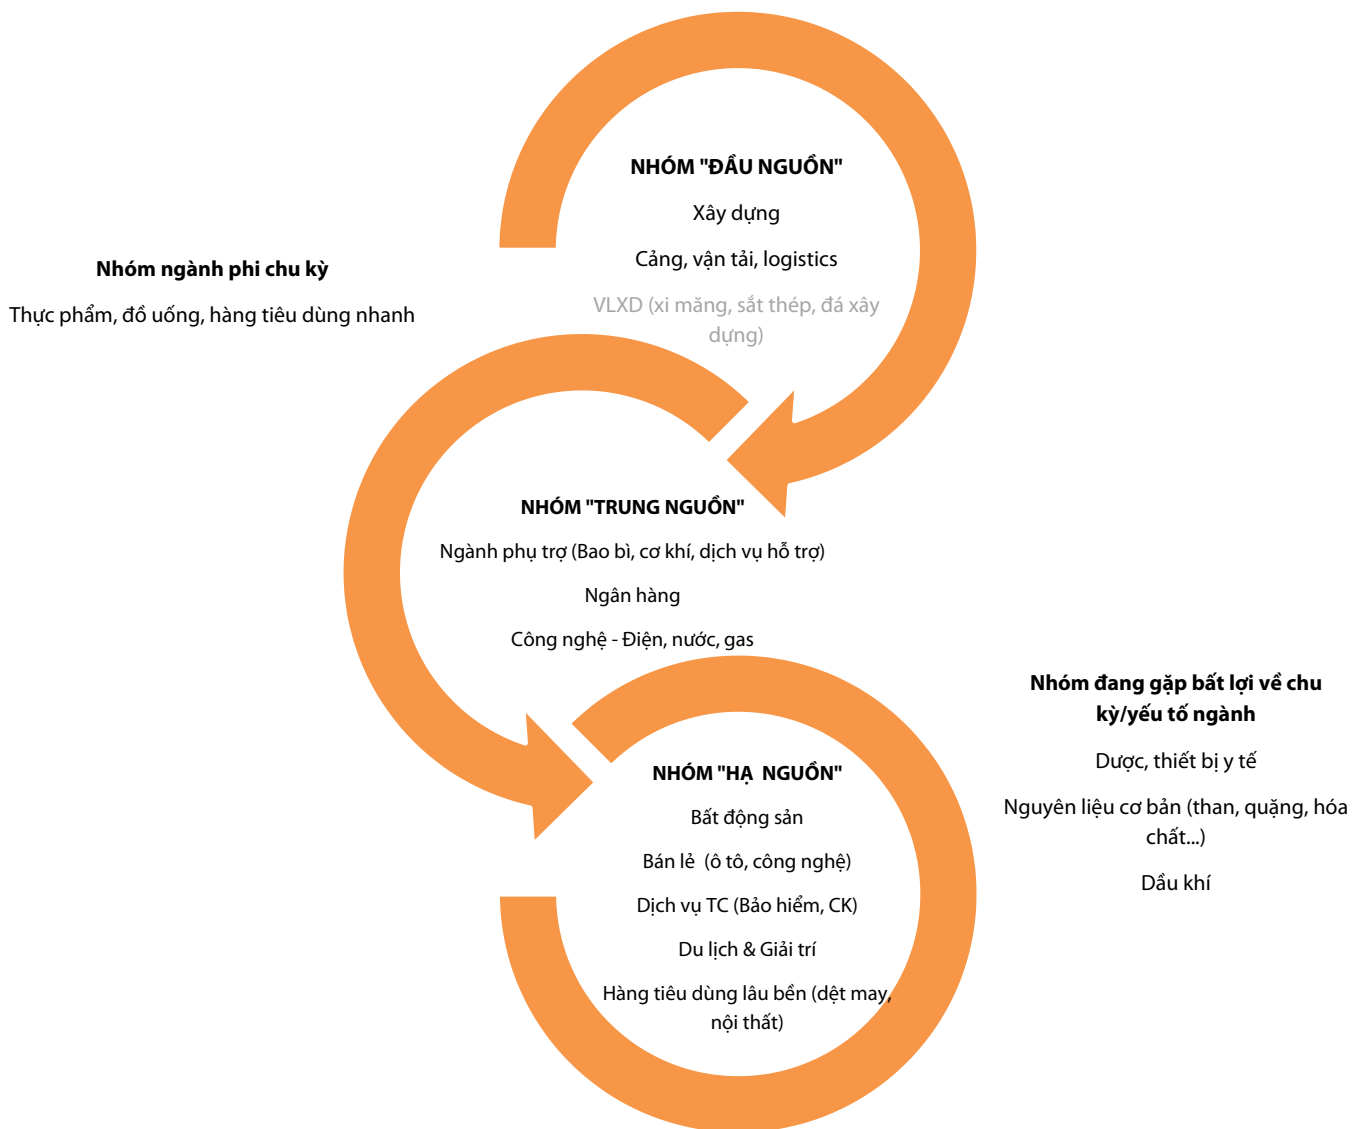 NHÓM "ĐẦU NGUỒN"
Xây dựng
Cảng, vận tải, logistics
VLXD (xi măng, sắt thép, đá xây
dựng)
Nhóm ngành phi chu kỳ
Thực phẩm, đồ uống, hàng tiêu dùng nhanh
NHÓM "TRUNG NGUỒN"
Ngành phụ trợ (Bao bì, cơ khí, dịch vụ hỗ trợ)
Ngân hàng
Công nghệ - Điện, nước, gas
NHÓM "HẠ  NGUỒN"
Bất động sản
Bán lẻ  (ô tô, công nghệ)
Dịch vụ TC (Bảo hiểm, CK)
Du lịch & Giải trí
Hàng tiêu dùng lâu bền (dệt may,
nội thất)
Nhóm đang gặp bất lợi về chu
kỳ/yếu tố ngành
Dược, thiết bị y tế
Nguyên liệu cơ bản (than, quặng, hóa
chất...)
Dầu khí